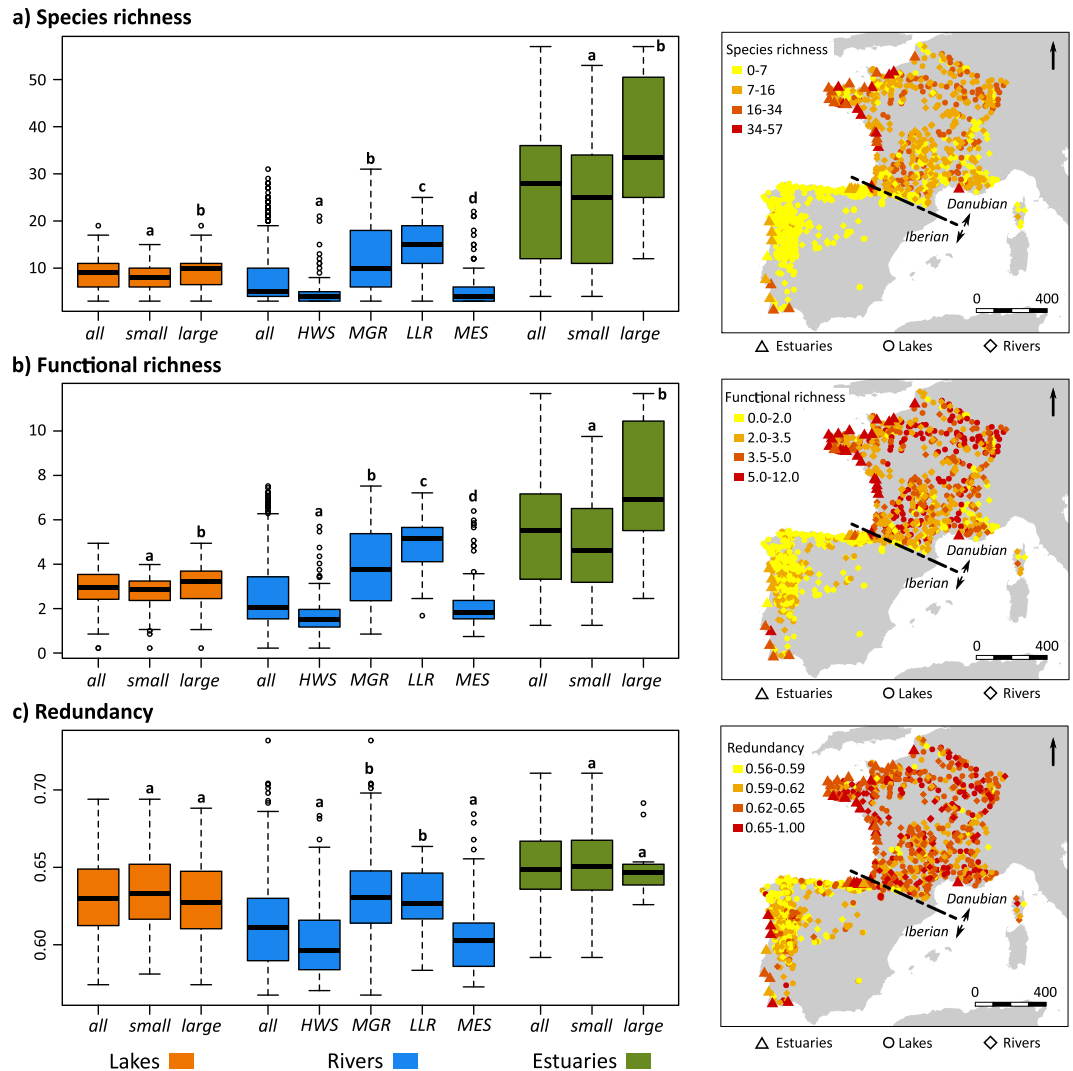 a) Species richness
50
40
30
20
10
a
b
a
b
c
d
a
b
all small large all HWS MGR LLR MES all small large
Species richness
0-7
7-16
16-34
34-57
Danubian
Iberian
0 400
Estuaries Lakes Rivers
b) Functional richness
10
8
6
4
2
0
a
b
a
b
c
d
a
b
all small large all HWS MGR LLR MES all small large
Functional richness
0.0-2.0
2.0-3.5
3.5-5.0
5.0-12.0
Danubian
Iberian
0 400
Estuaries Lakes Rivers
c) Redundancy
0.70
0.65
0.60
a
a
a
b
b
a
a
a
all small large all HWS MGR LLR MES all small large
Redundancy
0.56-0.59
0.59-0.62
0.62-0.65
0.65-1.00
Danubian
Iberian
0 400
Estuaries Lakes Rivers
Lakes Rivers Estuaries